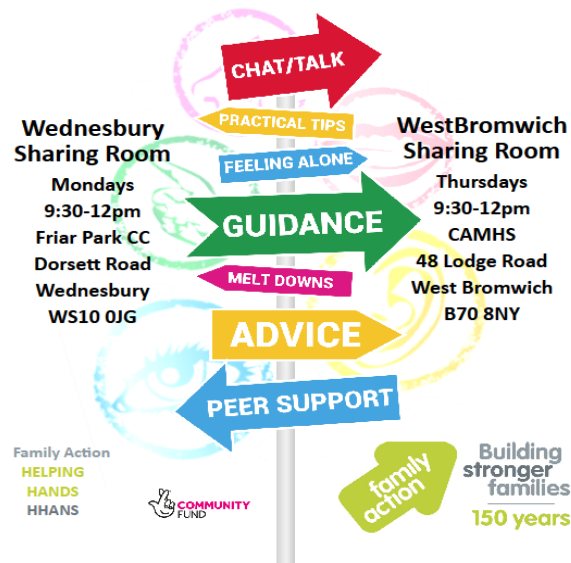 CHAT/TALK
PRACTICAL TIPS
FEELING ALONE
GUIDANCE
MELT DOWNS
ADVICE
PEER SUPPORT
Wednesbury
Sharing Room
Mondays
9:30-12pm
Friar Park CC
Dorsett Road
Wednesbury
WS10 0JG
WestBromwich
Sharing Room
Thursdays
9:30-12pm
CAMHS
48 Lodge Road
West Bromwich
B70 8NY
Family Action
HELPING
HANDS
HHANS
COMMUNITY
FUND
family
action
Building
stronger
families
150 years